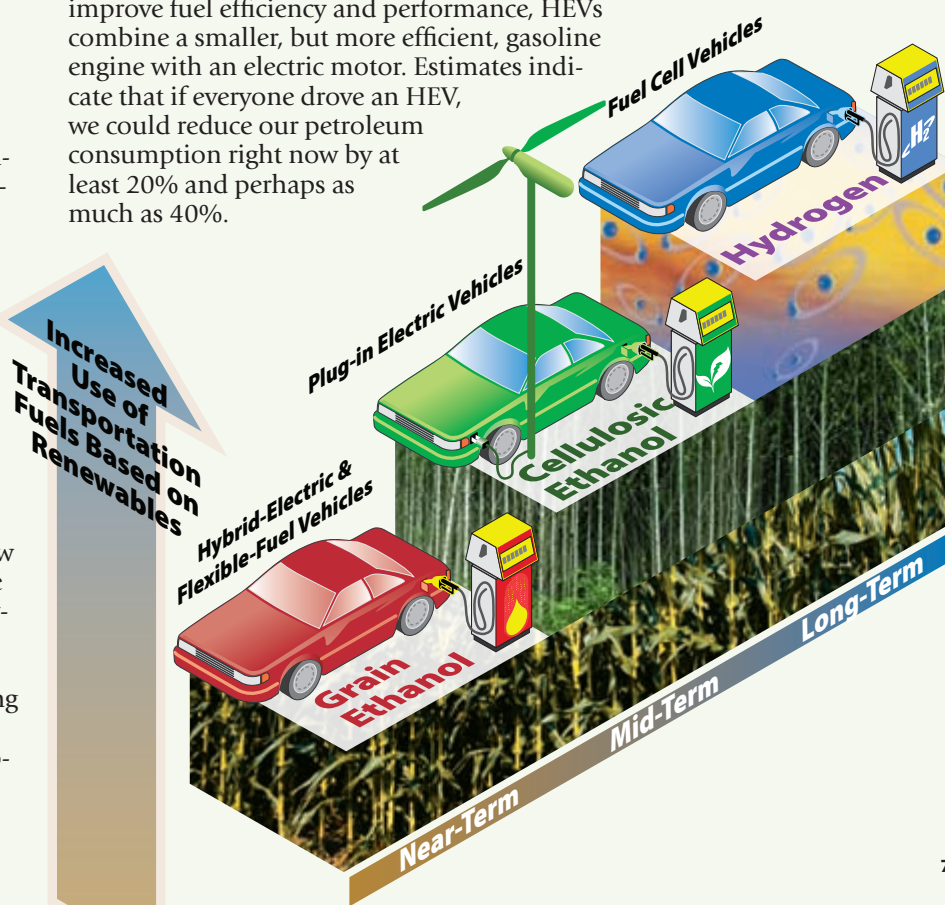 improve fuel efficiency and performance, HEVs
combine a smaller, but more efficient, gasoline
engine with an electric motor. Estimates indi-
cate that if everyone drove an HEV,
we could reduce our petroleum
consumption right now by at
least 20% and perhaps as
much as 40%.
Fuel Cell Vehicles
H2
Hydrogen
Plug-in Electric Vehicles
Cellulosic
Ethanol
Increased
Use of
Transportation
Fuels Based on
Renewables
Hybrid-Electric &
Flexible-Fuel Vehicles
Grain
Ethanol
Near-Term
Mid-Term
Long-Term
7